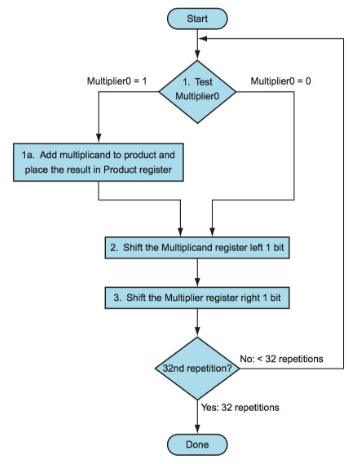 Start
Multiplier0 = 1
1. Test
Multiplier0
Multiplier0 = 0
1a. Add multiplicand to product and
place the result in Product register
2. Shift the Multiplicand register left 1 bit
3. Shift the Multiplier register right 1 bit
32nd repetition?
No: < 32 repetitions
Yes: 32 repetitions
Done